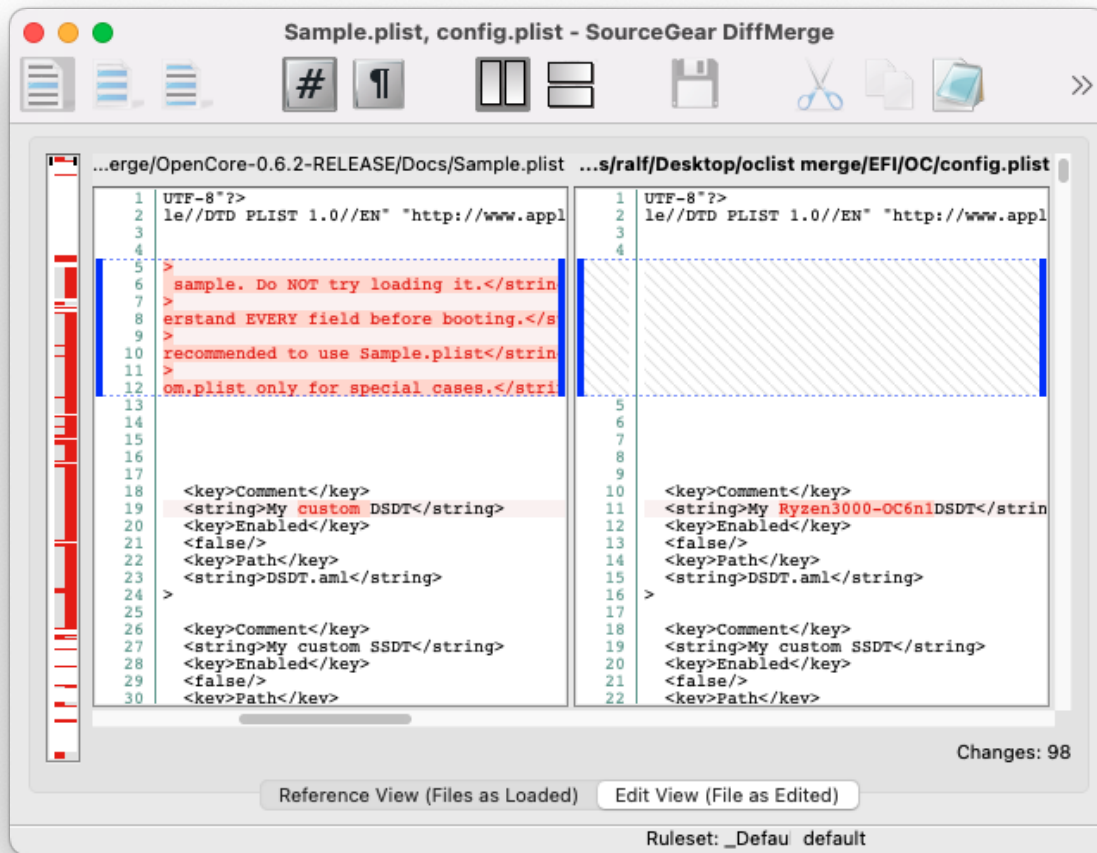 Sample.plist, config.plist - SourceGear DiffMerge
# ¶
...erge/OpenCore-0.6.2-RELEASE/Docs/Sample.plist
1 UTF-8"?>
2 le//DTD PLIST 1.0//EN" "http://www.appl
3
4
5 >
6 sample. Do NOT try loading it.</strin
7 >
8 erstand EVERY field before booting.</s
9 >
10 recommended to use Sample.plist</strin
11 >
12 om.plist only for special cases.</stri
13
14
15
16
17
18 <key>Comment</key>
19 <string>My custom DSDT</string>
20 <key>Enabled</key>
21 <false/>
22 <key>Path</key>
23 <string>DSDT.aml</string>
24 >
25
26 <key>Comment</key>
27 <string>My custom SSDT</string>
28 <key>Enabled</key>
29 <false/>
30 <key>Path</key>
...s/ralf/Desktop/oclist merge/EFI/OC/config.plist
1 UTF-8"?>
2 le//DTD PLIST 1.0//EN" "http://www.appl
3
4
5
6
7
8
9
10 <key>Comment</key>
11 <string>My Ryzen3000-OC6n1DSDT</strin
12 <key>Enabled</key>
13 <false/>
14 <key>Path</key>
15 <string>DSDT.aml</string>
16 >
17
18 <key>Comment</key>
19 <string>My custom SSDT</string>
20 <key>Enabled</key>
21 <false/>
22 <key>Path</key>
Changes: 98
Reference View (Files as Loaded)
Edit View (File as Edited)
Ruleset: _Defau default